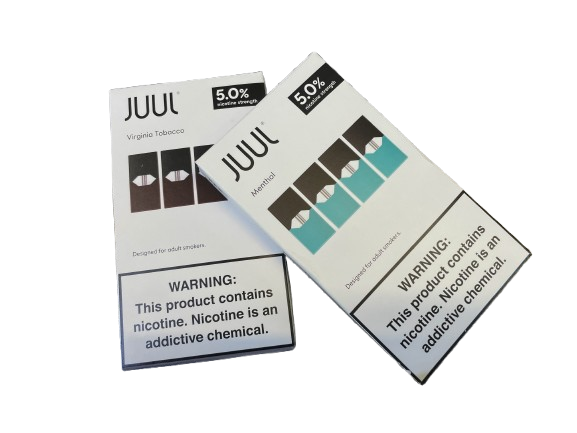 JUUL
5.0%
nicotine strength
Virginia Tobacco
Designed for adult smokers.
WARNING:
This product contains
nicotine. Nicotine is an
addictive chemical.
JUUL
5.0%
nicotine strength
Menthol
Designed for adult smokers.
WARNING:
This product contains
nicotine. Nicotine is an
addictive chemical.